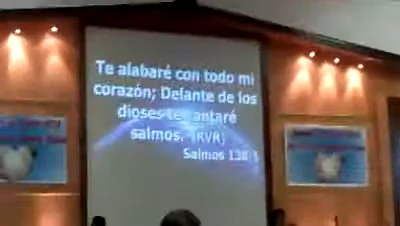 Te alabaré con todo mi
corazón; Delante de los
dioses te cantaré
salmos. (RVR)
Salmos 138:1